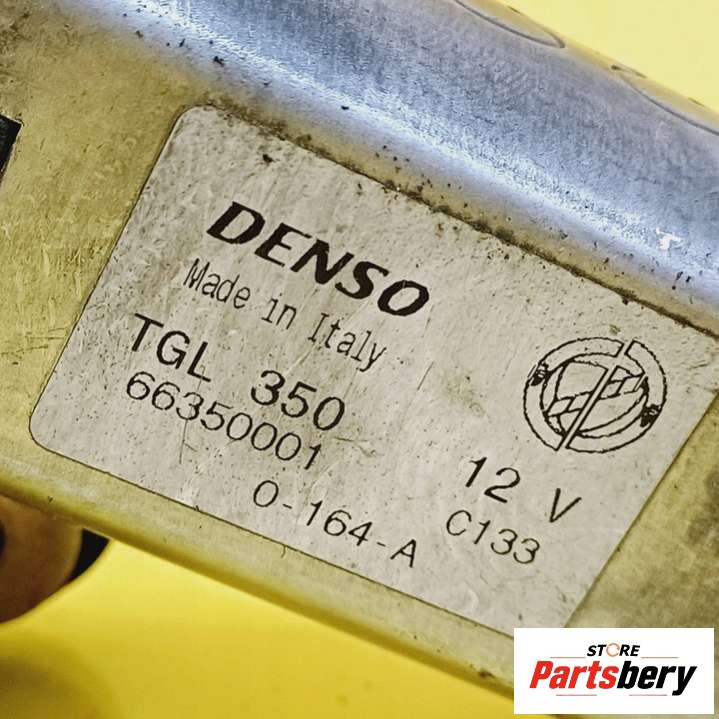 DENSO
Made in Italy
TGL 350
66350001
12 V
0-164-A
C133
STORE
Partsbery